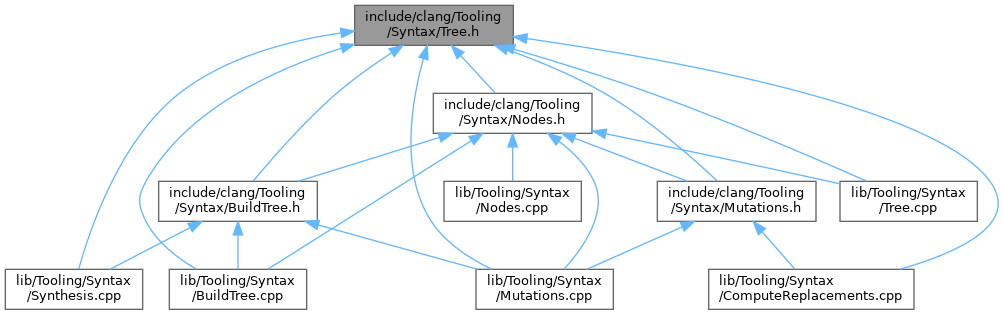 include/clang/Tooling
/Syntax/Tree.h
include/clang/Tooling
/Syntax/Nodes.h
include/clang/Tooling
/Syntax/BuildTree.h
lib/Tooling/Syntax
/Nodes.cpp
include/clang/Tooling
/Syntax/Mutations.h
lib/Tooling/Syntax
/Tree.cpp
lib/Tooling/Syntax
/Synthesis.cpp
lib/Tooling/Syntax
/BuildTree.cpp
lib/Tooling/Syntax
/Mutations.cpp
lib/Tooling/Syntax
/ComputeReplacements.cpp